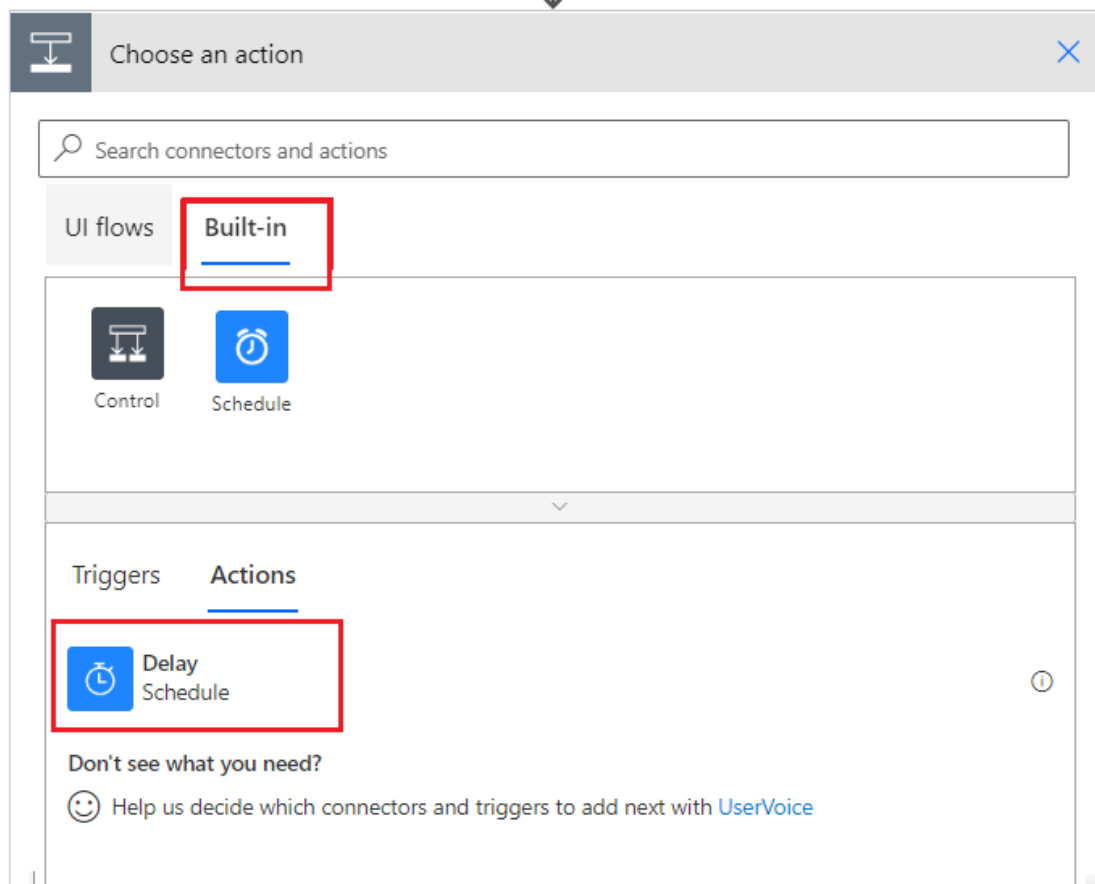 Choose an action
Search connectors and actions
UI flows Built-in
Control Schedule
Triggers Actions
Delay
Schedule
Don't see what you need?
Help us decide which connectors and triggers to add next with UserVoice